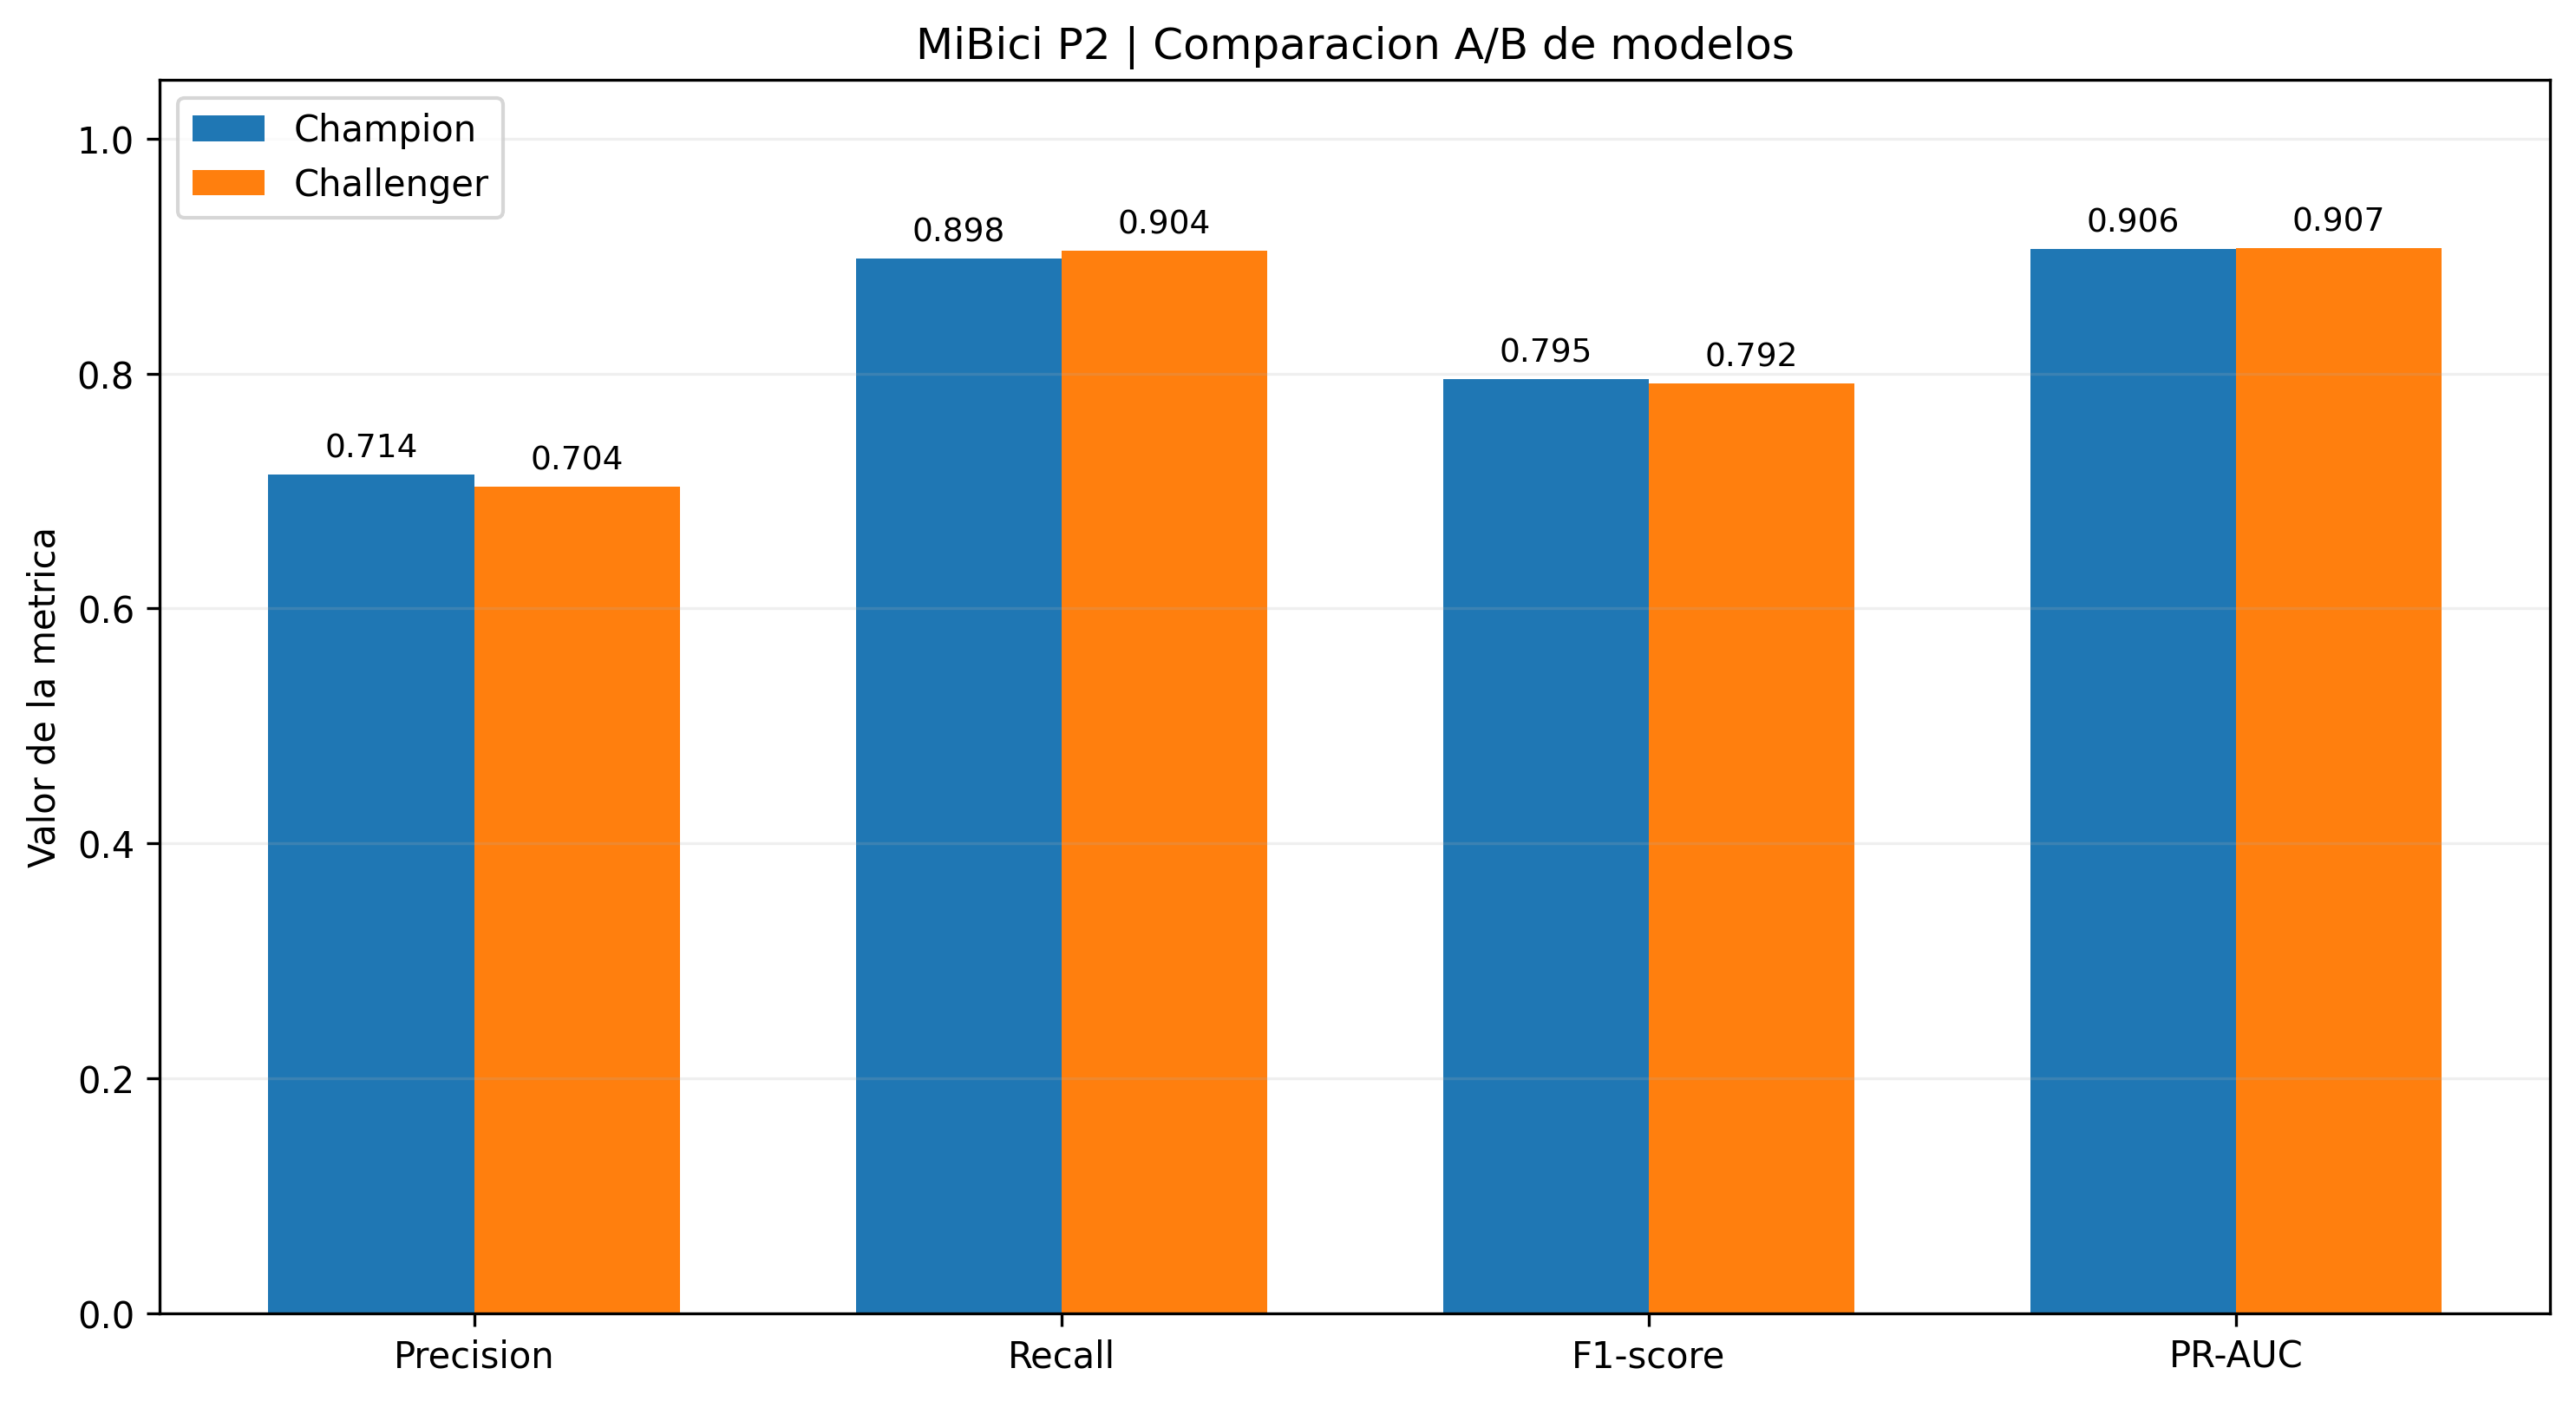 MiBici P2 | Comparacion A/B de modelos
Champion
Challenger
Valor de la metrica
1.0
0.8
0.6
0.4
0.2
0.0
0.714
0.704
0.898
0.904
0.795
0.792
0.906
0.907
Precision
Recall
F1-score
PR-AUC